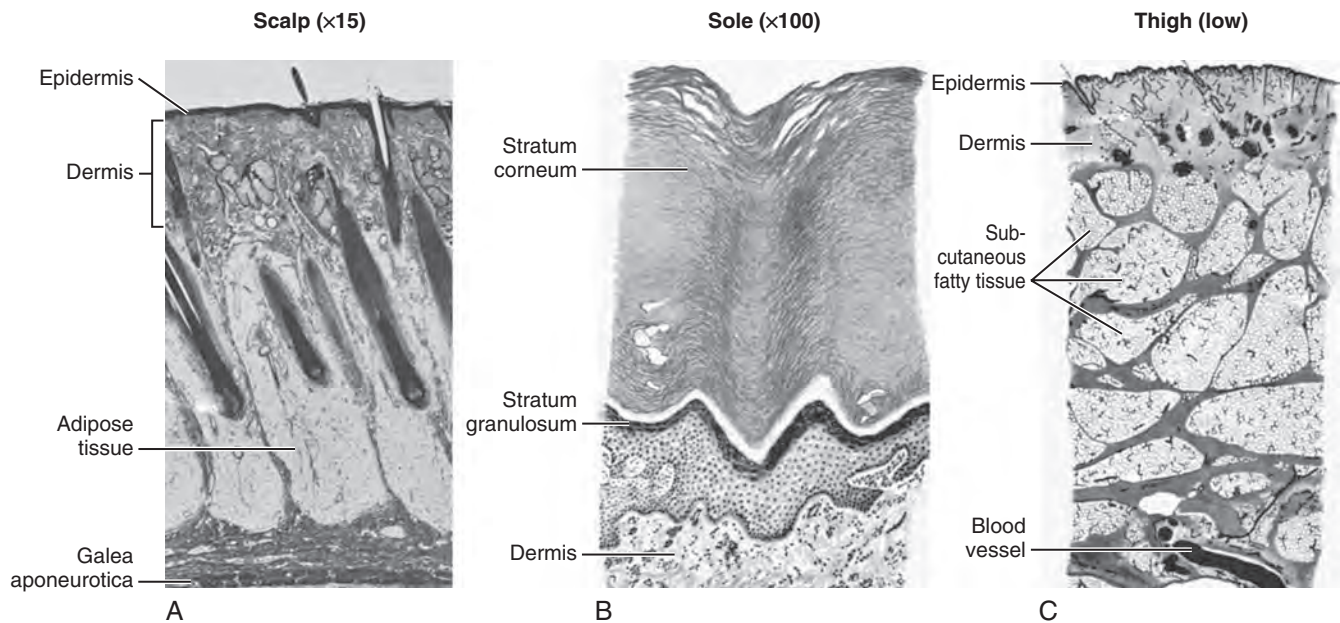 Scalp (×15)
Epidermis
Dermis
Adipose
tissue
Galea
aponeurotica
A
Sole (×100)
Stratum
corneum
Stratum
granulosum
Dermis
B
Thigh (low)
Epidermis
Dermis
Sub-
cutaneous
fatty tissue
Blood
vessel
C